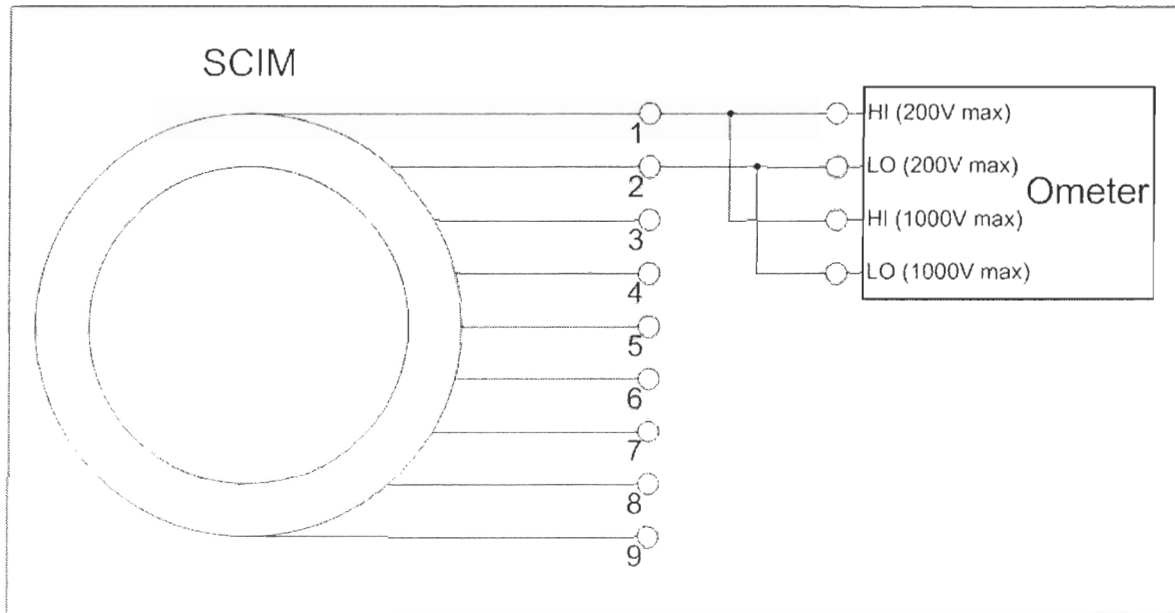 SCIM
1
2
3
4
5
6
7
8
9
HI (200V max)
LO (200V max)
HI (1000V max)
LO (1000V max)
Ometer